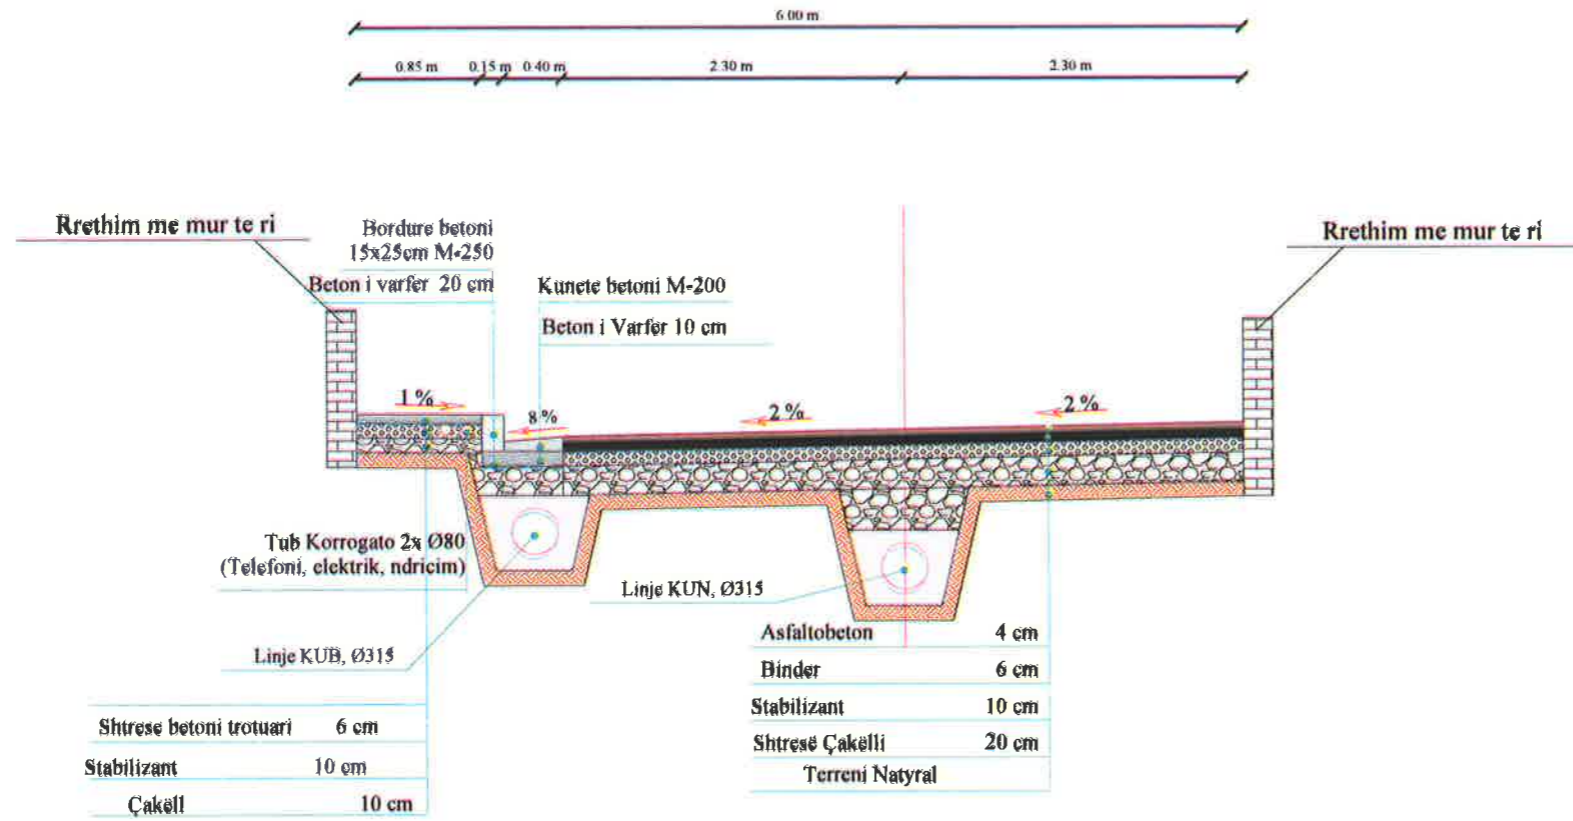 6.00 m
0.85 m 0.15 m 0.40 m 2.30 m 2.30 m
Rrethim me mur te ri
Bordure betoni
15x25cm M-250
Beton i varfer 20 cm
Kunete betoni M-200
Beton i Varfer 10 cm
Rrethim me mur te ri
1 %
8 %
2 %
2 %
Tub Korrogato 2x Ø80
(Telefoni, elektrik, ndricim)
Linje KUB, Ø315
Linje KUN, Ø315
Shtrese betoni trotuari 6 cm
Stabilizant 10 cm
Çakëll 10 cm
Asfaltobeton 4 cm
Binder 6 cm
Stabilizant 10 cm
Shtresë Çakëlli 20 cm
Terreni Natyral